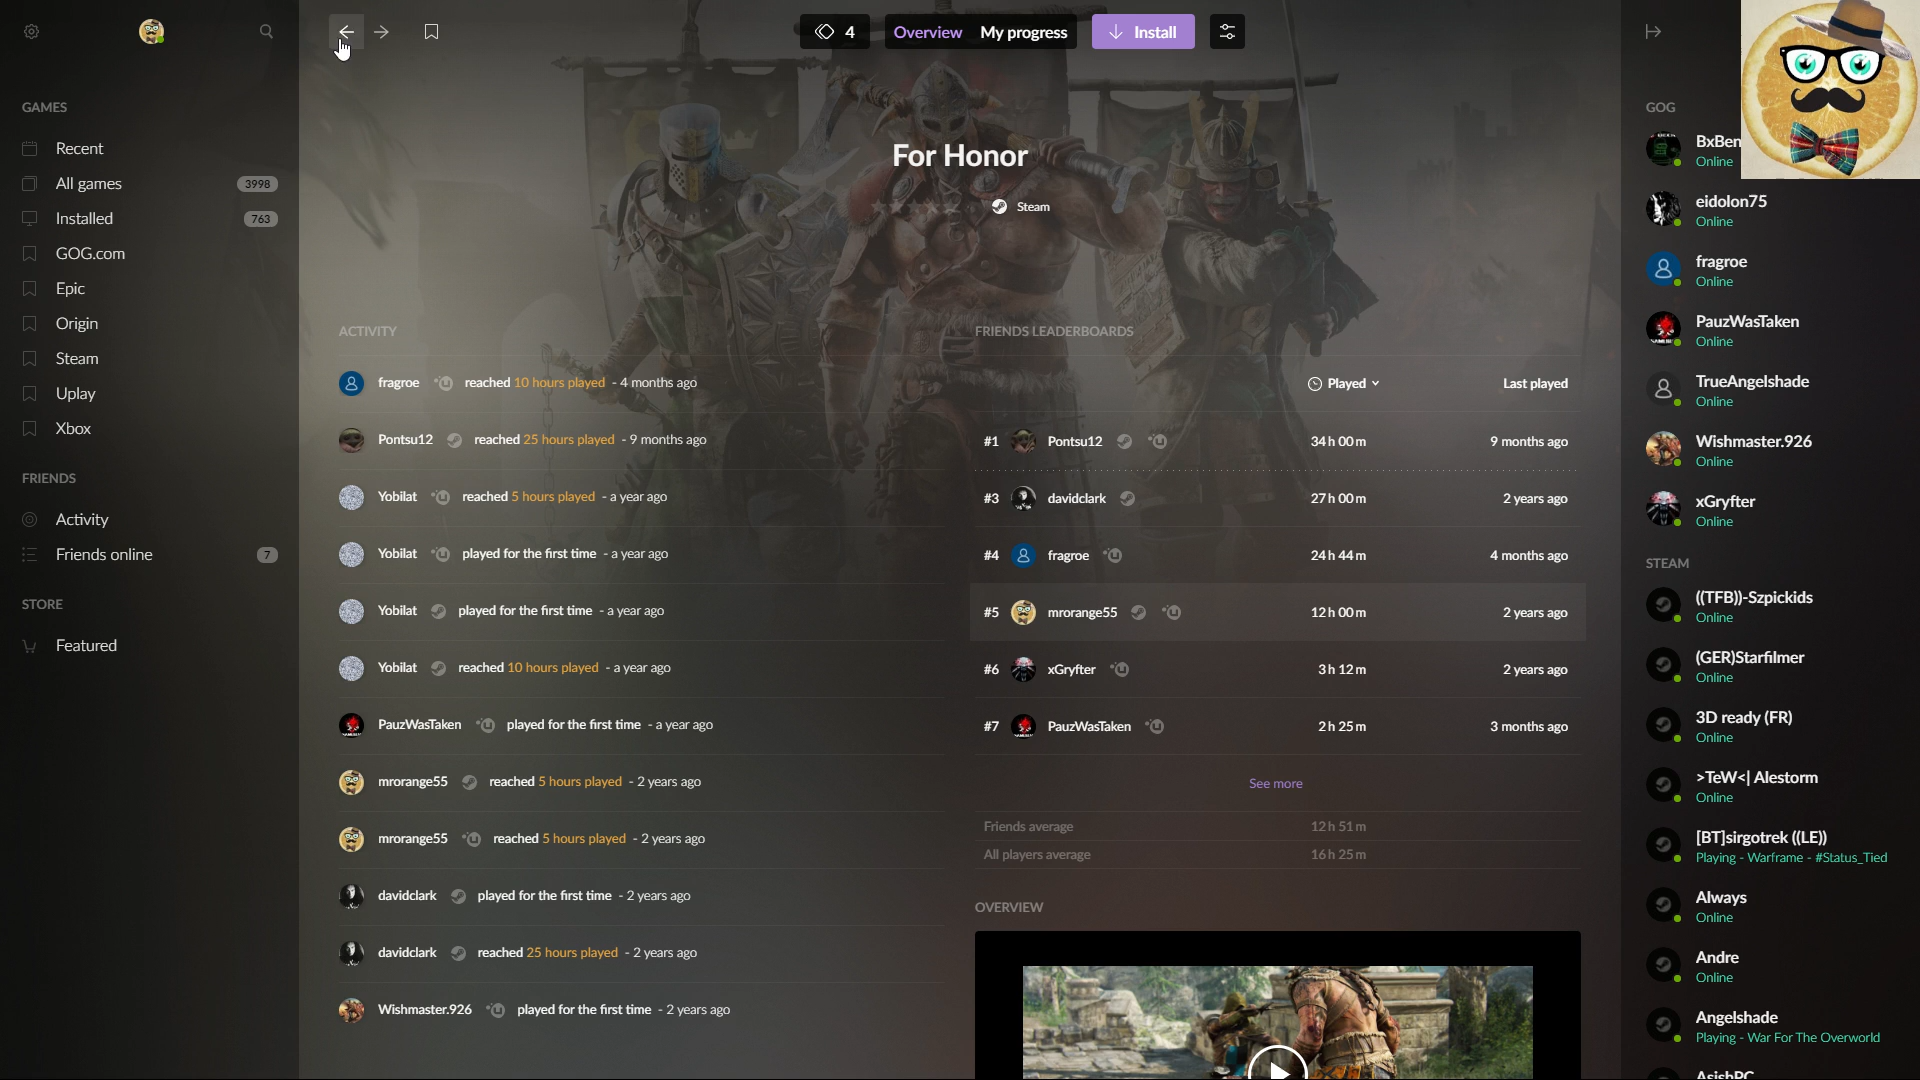 GAMES
Recent
All games 3998
Installed 763
GOG.com
Epic
Origin
Steam
Uplay
Xbox
FRIENDS
Activity
Friends online 7
STORE
Featured
4 Overview My progress Install
For Honor
Steam
ACTIVITY
fragroe reached 10 hours played - 4 months ago
Pontsu12 reached 25 hours played - 9 months ago
Yobilat reached 5 hours played - a year ago
Yobilat played for the first time - a year ago
Yobilat played for the first time - a year ago
Yobilat reached 10 hours played - a year ago
PauzWasTaken played for the first time - a year ago
mrorange55 reached 5 hours played - 2 years ago
mrorange55 reached 5 hours played - 2 years ago
davidclark played for the first time - 2 years ago
davidclark reached 25 hours played - 2 years ago
Wishmaster.926 played for the first time - 2 years ago
FRIENDS LEADERBOARDS
Played Last played
#1 Pontsu12 34 h 00 m 9 months ago
#3 davidclark 27 h 00 m 2 years ago
#4 fragroe 24 h 44 m 4 months ago
#5 mrorange55 12 h 00 m 2 years ago
#6 xGryfter 3 h 12 m 2 years ago
#7 PauzWasTaken 2 h 25 m 3 months ago
See more
Friends average 12 h 51 m
All players average 16 h 25 m
OVERVIEW
GOG
BxBen
Online
eidolon75
Online
fragroe
Online
PauzWasTaken
Online
TrueAngelshade
Online
Wishmaster.926
Online
xGryfter
Online
STEAM
((TFB))-Szpickids
Online
(GER)Starfilmer
Online
3D ready (FR)
Online
>TeW<| Alestorm
Online
[BT]sirgotrek ((LE))
Playing - Warframe - #Status_Tied
Always
Online
Andre
Online
Angelshade
Playing - War For The Overworld
AsishPC